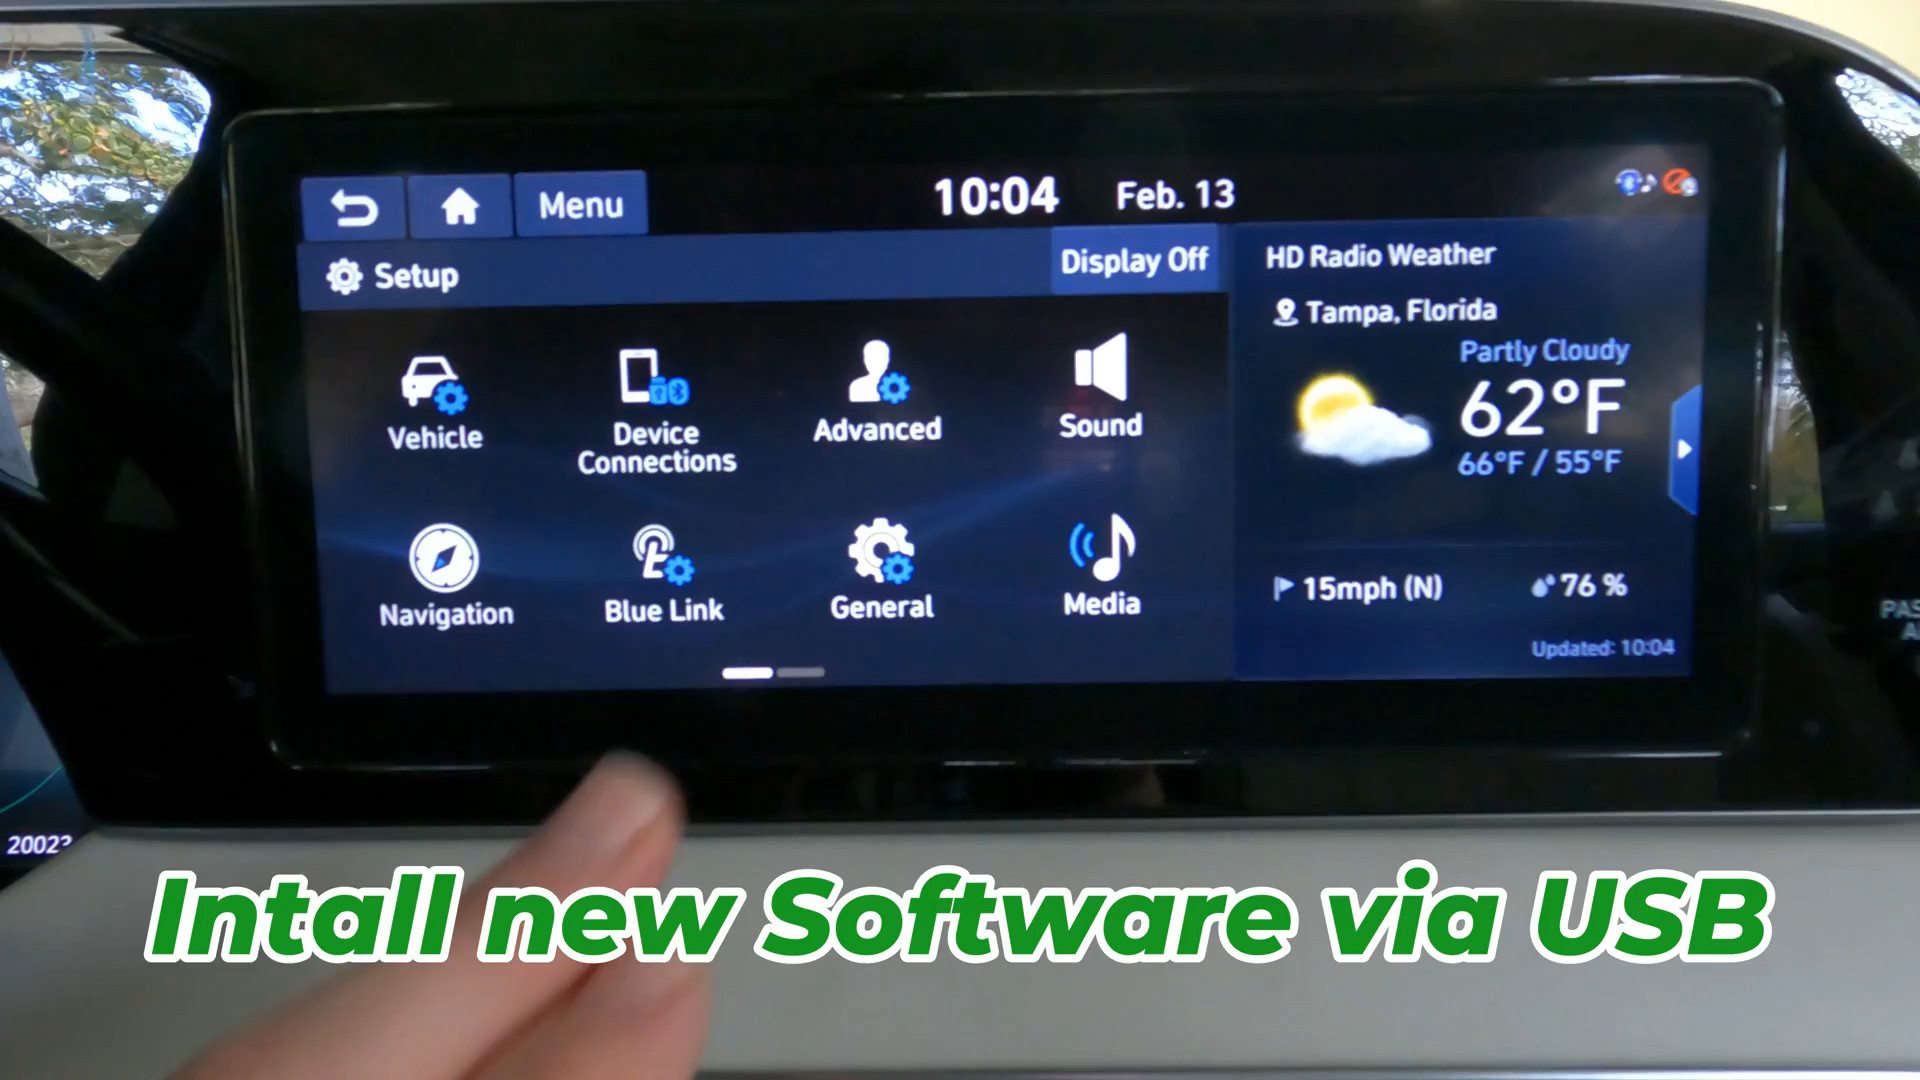 Menu
10:04
Feb. 13
Setup
Display Off
HD Radio Weather
Tampa, Florida
Partly Cloudy
62°F
66°F / 55°F
15mph (N)
76 %
Updated: 10:04
Vehicle
Device
Connections
Advanced
Sound
Navigation
Blue Link
General
Media
Intall new Software via USB